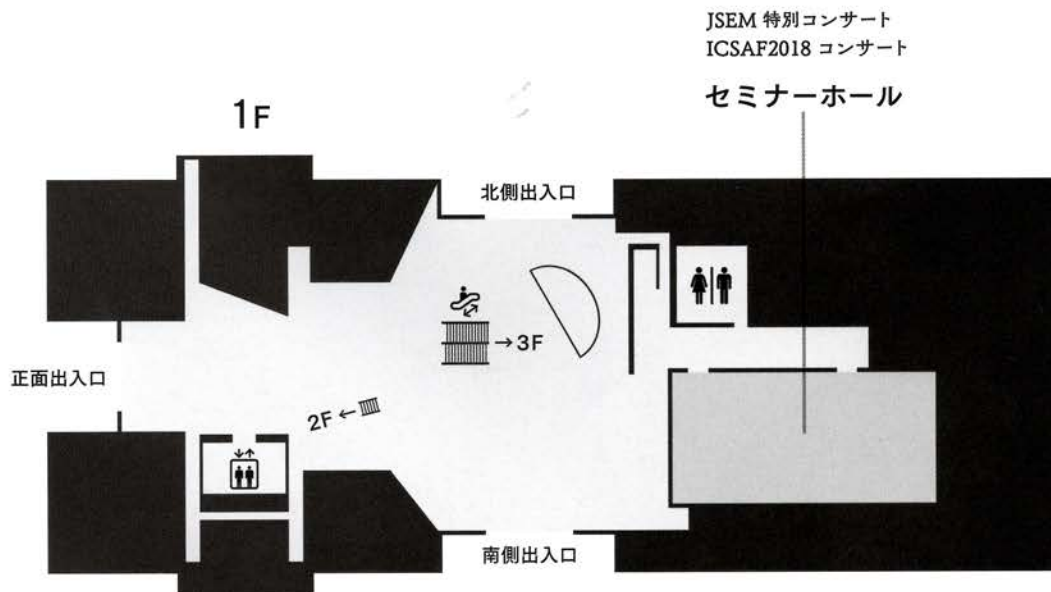 JSEM 特別コンサート
ICSAF2018 コンサート
セミナーホール
1F
北側出入口
→3F
正面出入口
2F←
南側出入口